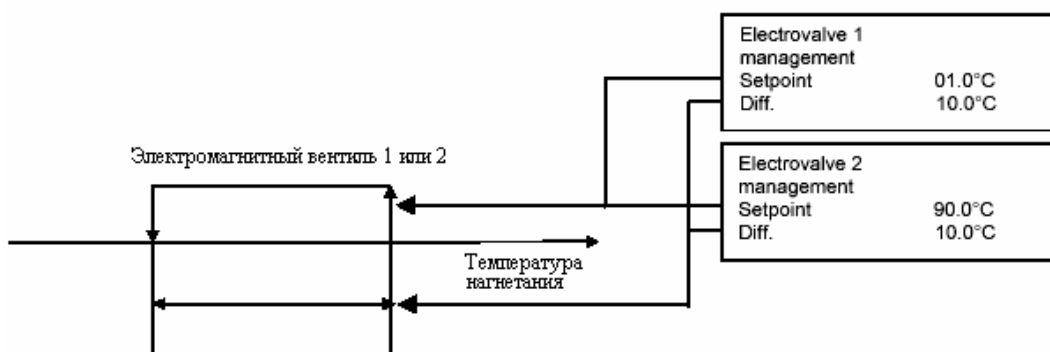 Electrovalve 1
management
Setpoint 01.0°C
Diff. 10.0°C
Электромагнитный вентиль 1 или 2
Electrovalve 2
management
Setpoint 90.0°C
Diff. 10.0°C
Температура
нагнетания